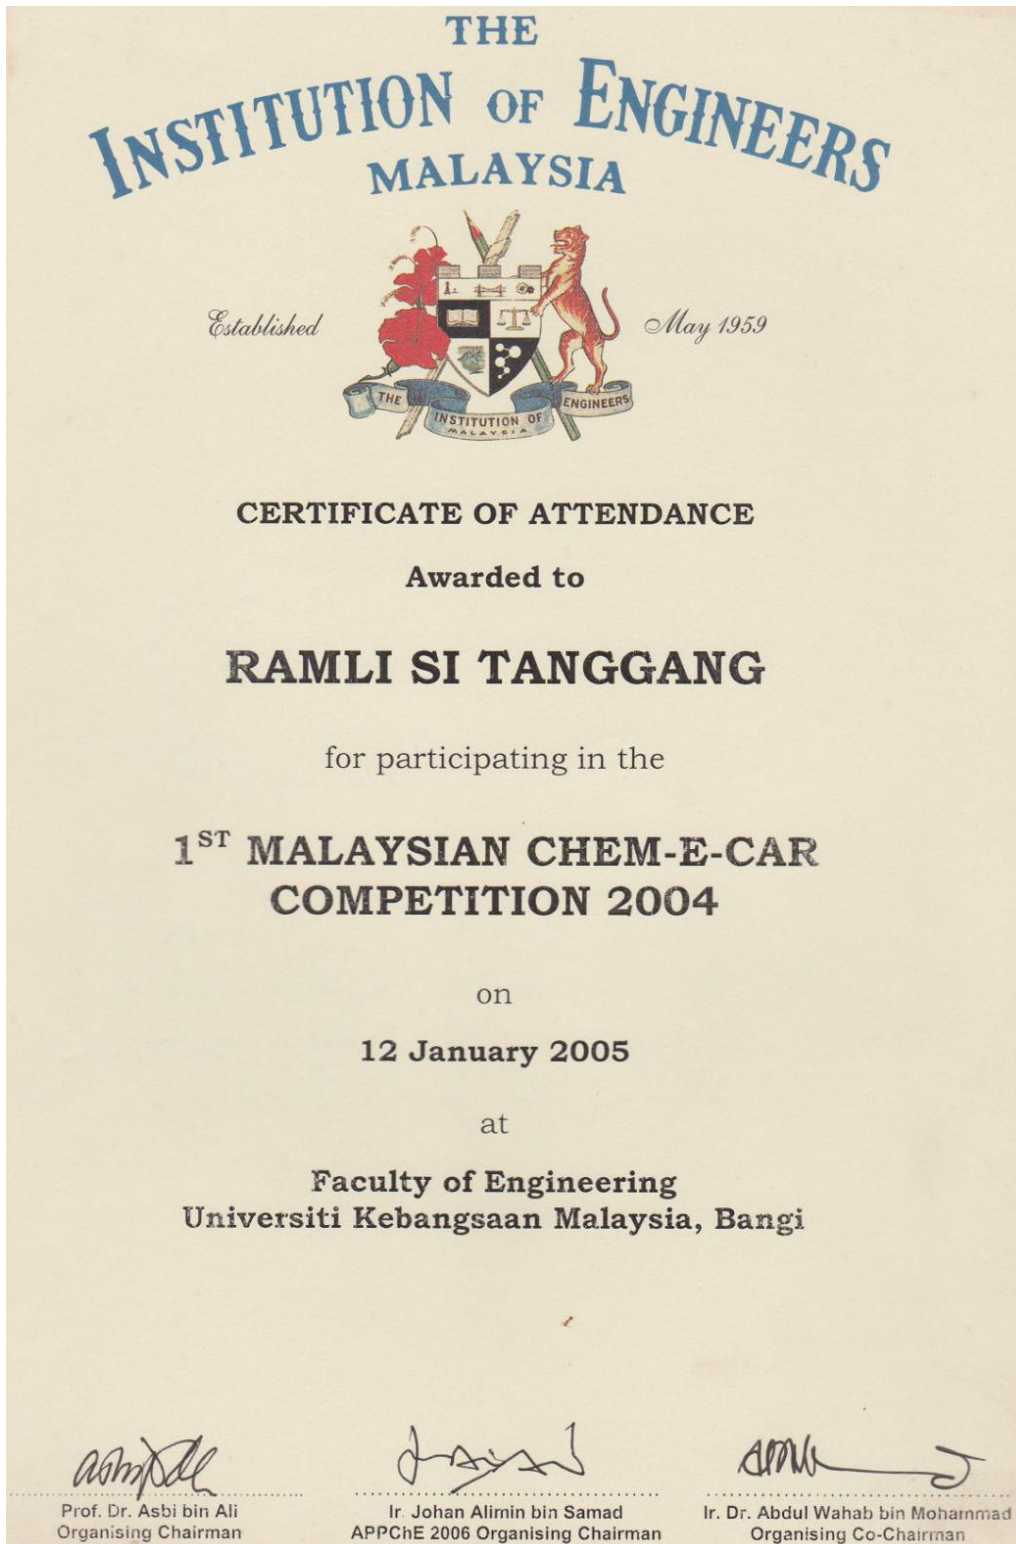 THE
INSTITUTION OF ENGINEERS
MALAYSIA
Established
May 1959
THE
ENGINEERS
INSTITUTION OF
MALAYSIA
CERTIFICATE OF ATTENDANCE
Awarded to
RAMLI SI TANGGANG
for participating in the
1ST MALAYSIAN CHEM-E-CAR
COMPETITION 2004
on
12 January 2005
at
Faculty of Engineering
Universiti Kebangsaan Malaysia, Bangi
Prof. Dr. Asbi bin Ali
Organising Chairman
Ir. Johan Alimin bin Samad
APPChE 2006 Organising Chairman
Ir. Dr. Abdul Wahab bin Mohammad
Organising Co-Chairman